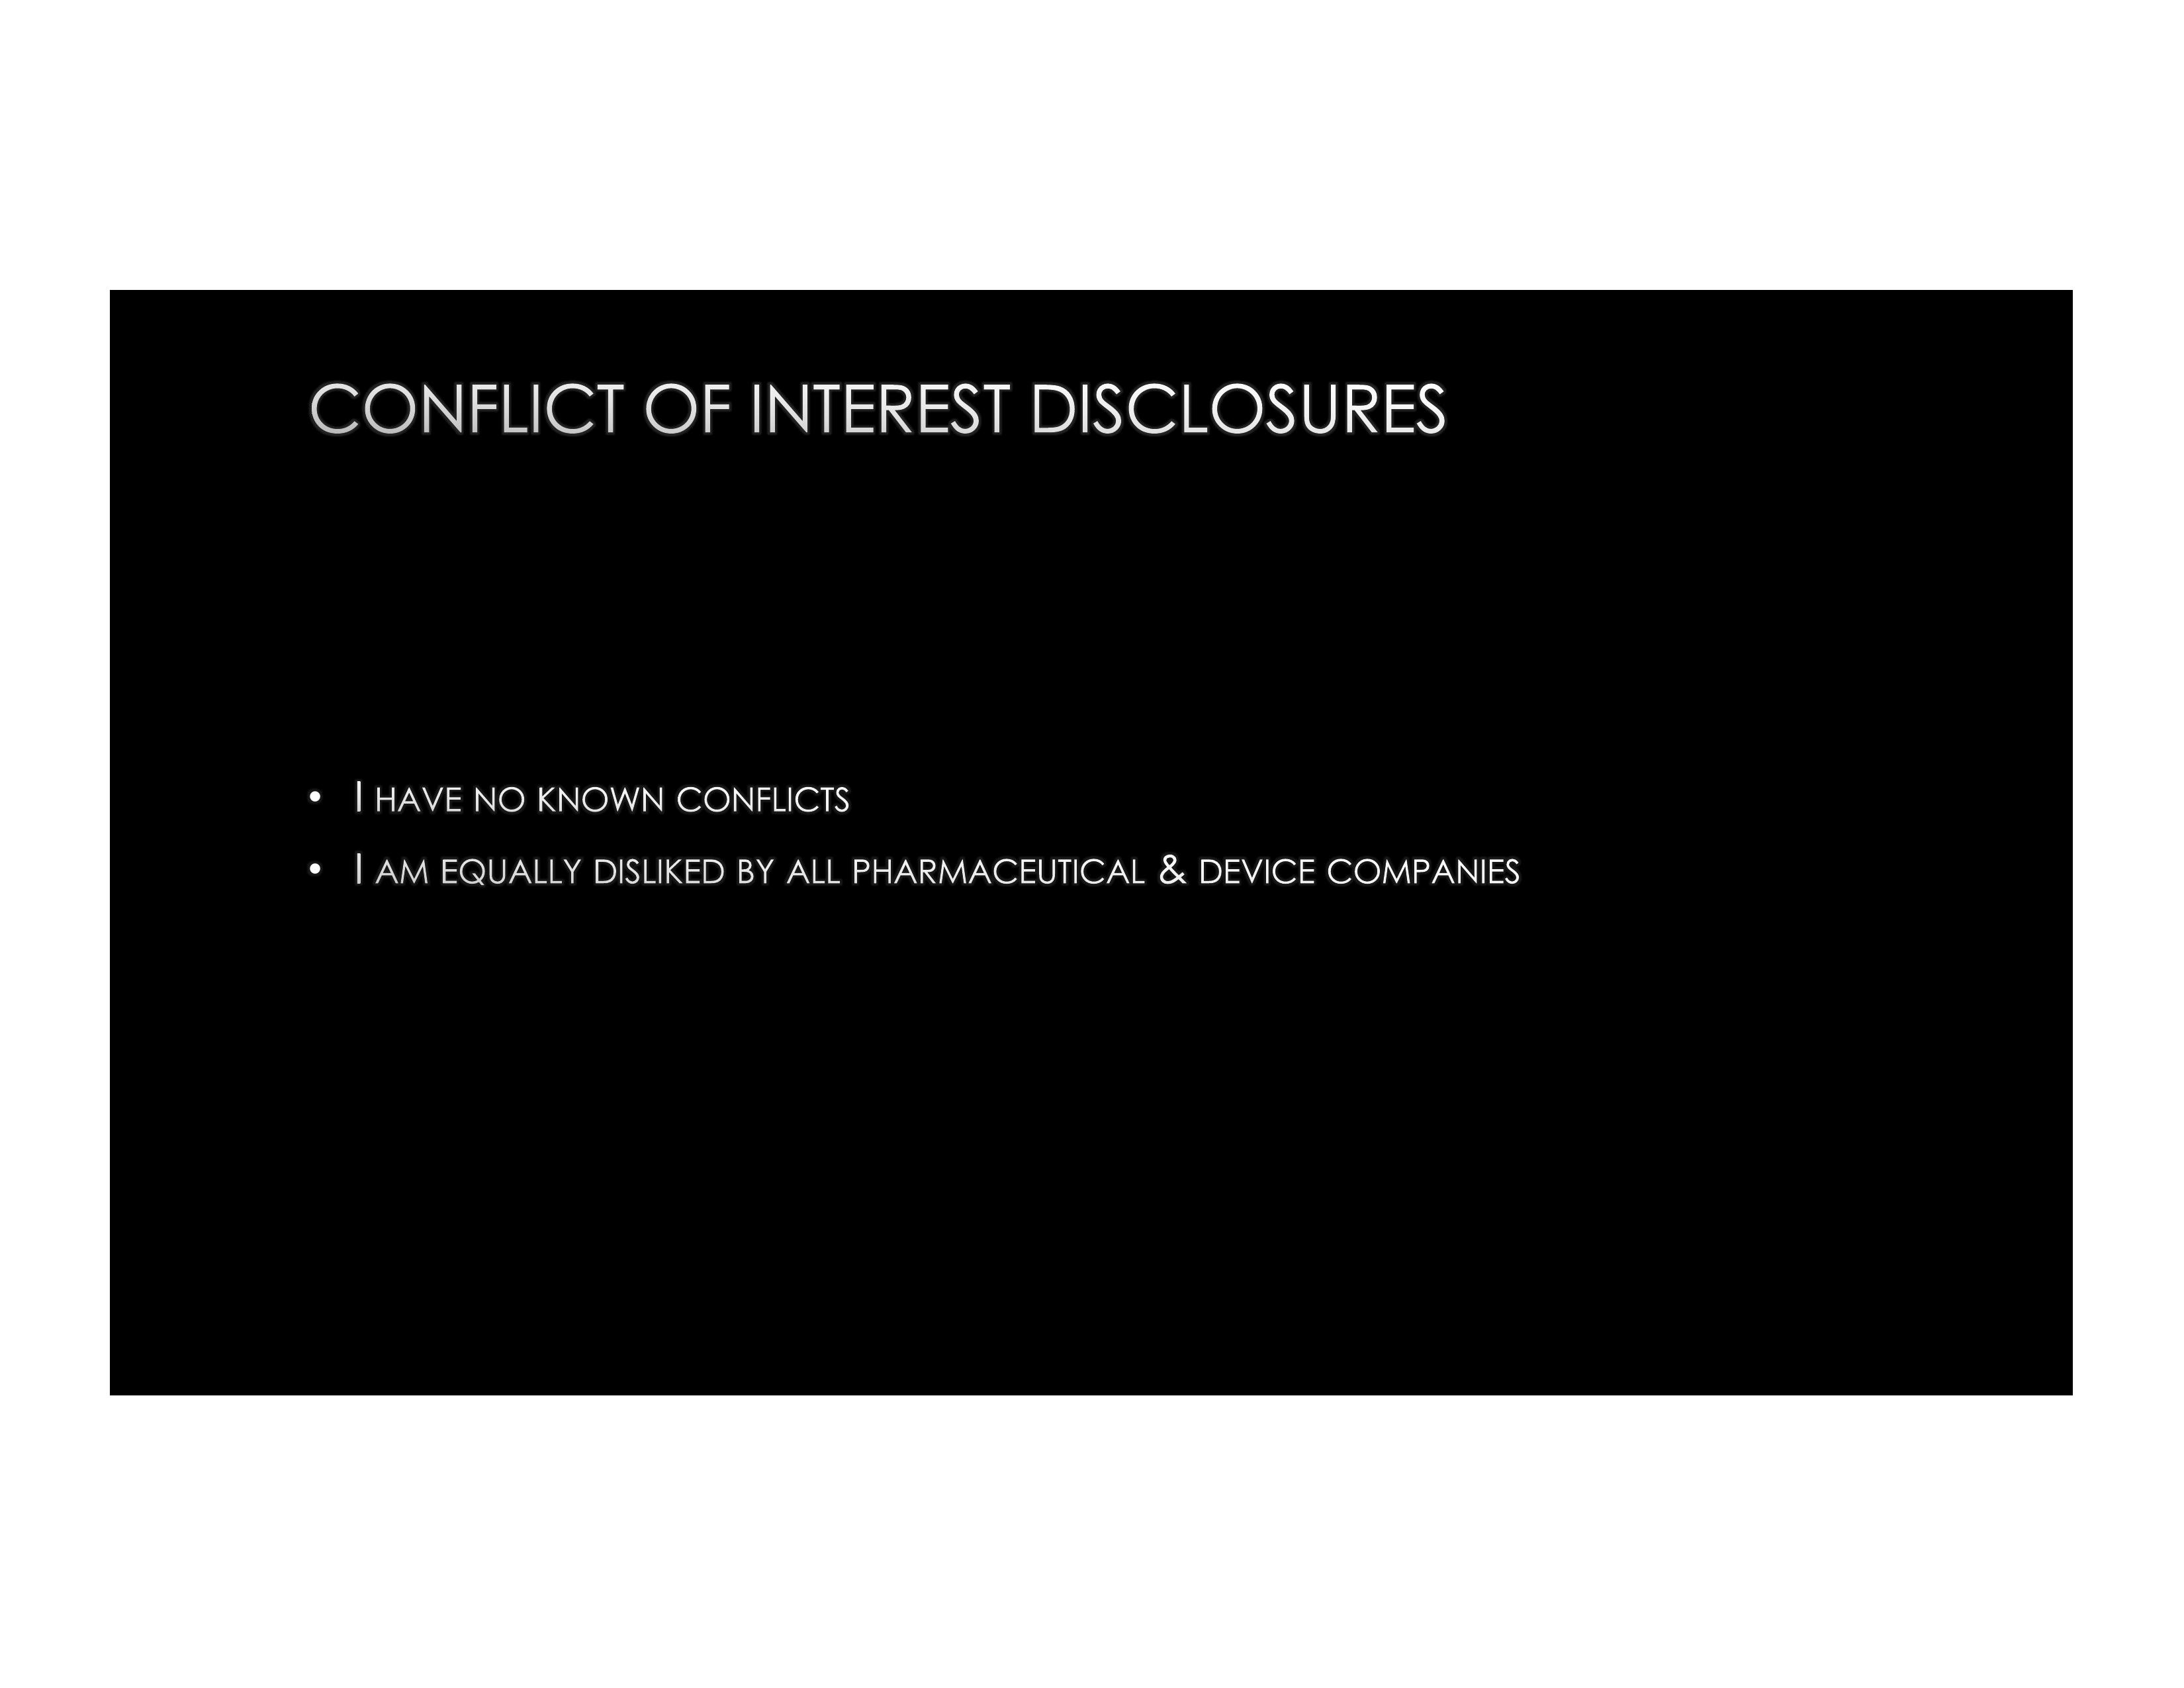 CONFLICT OF INTEREST DISCLOSURES
• I HAVE NO KNOWN CONFLICTS
• I AM EQUALLY DISLIKED BY ALL PHARMACEUTICAL & DEVICE COMPANIES